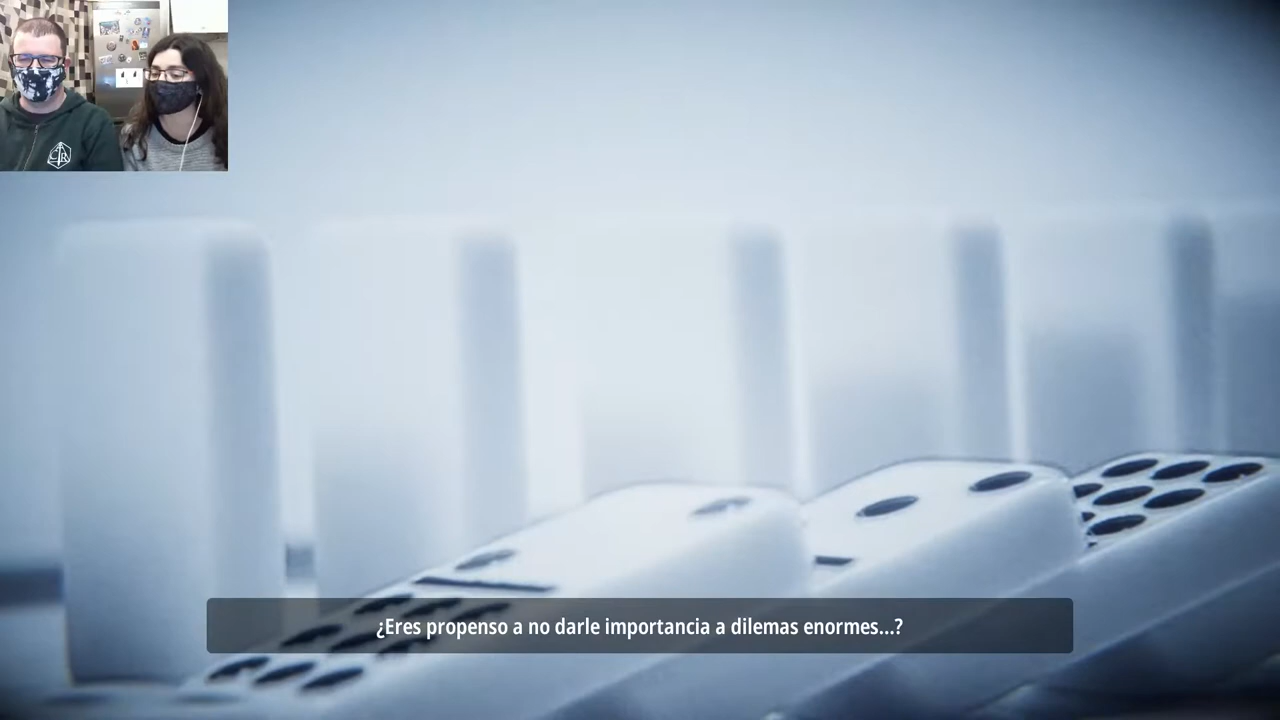 ¿Eres propenso a no darle importancia a dilemas enormes...?